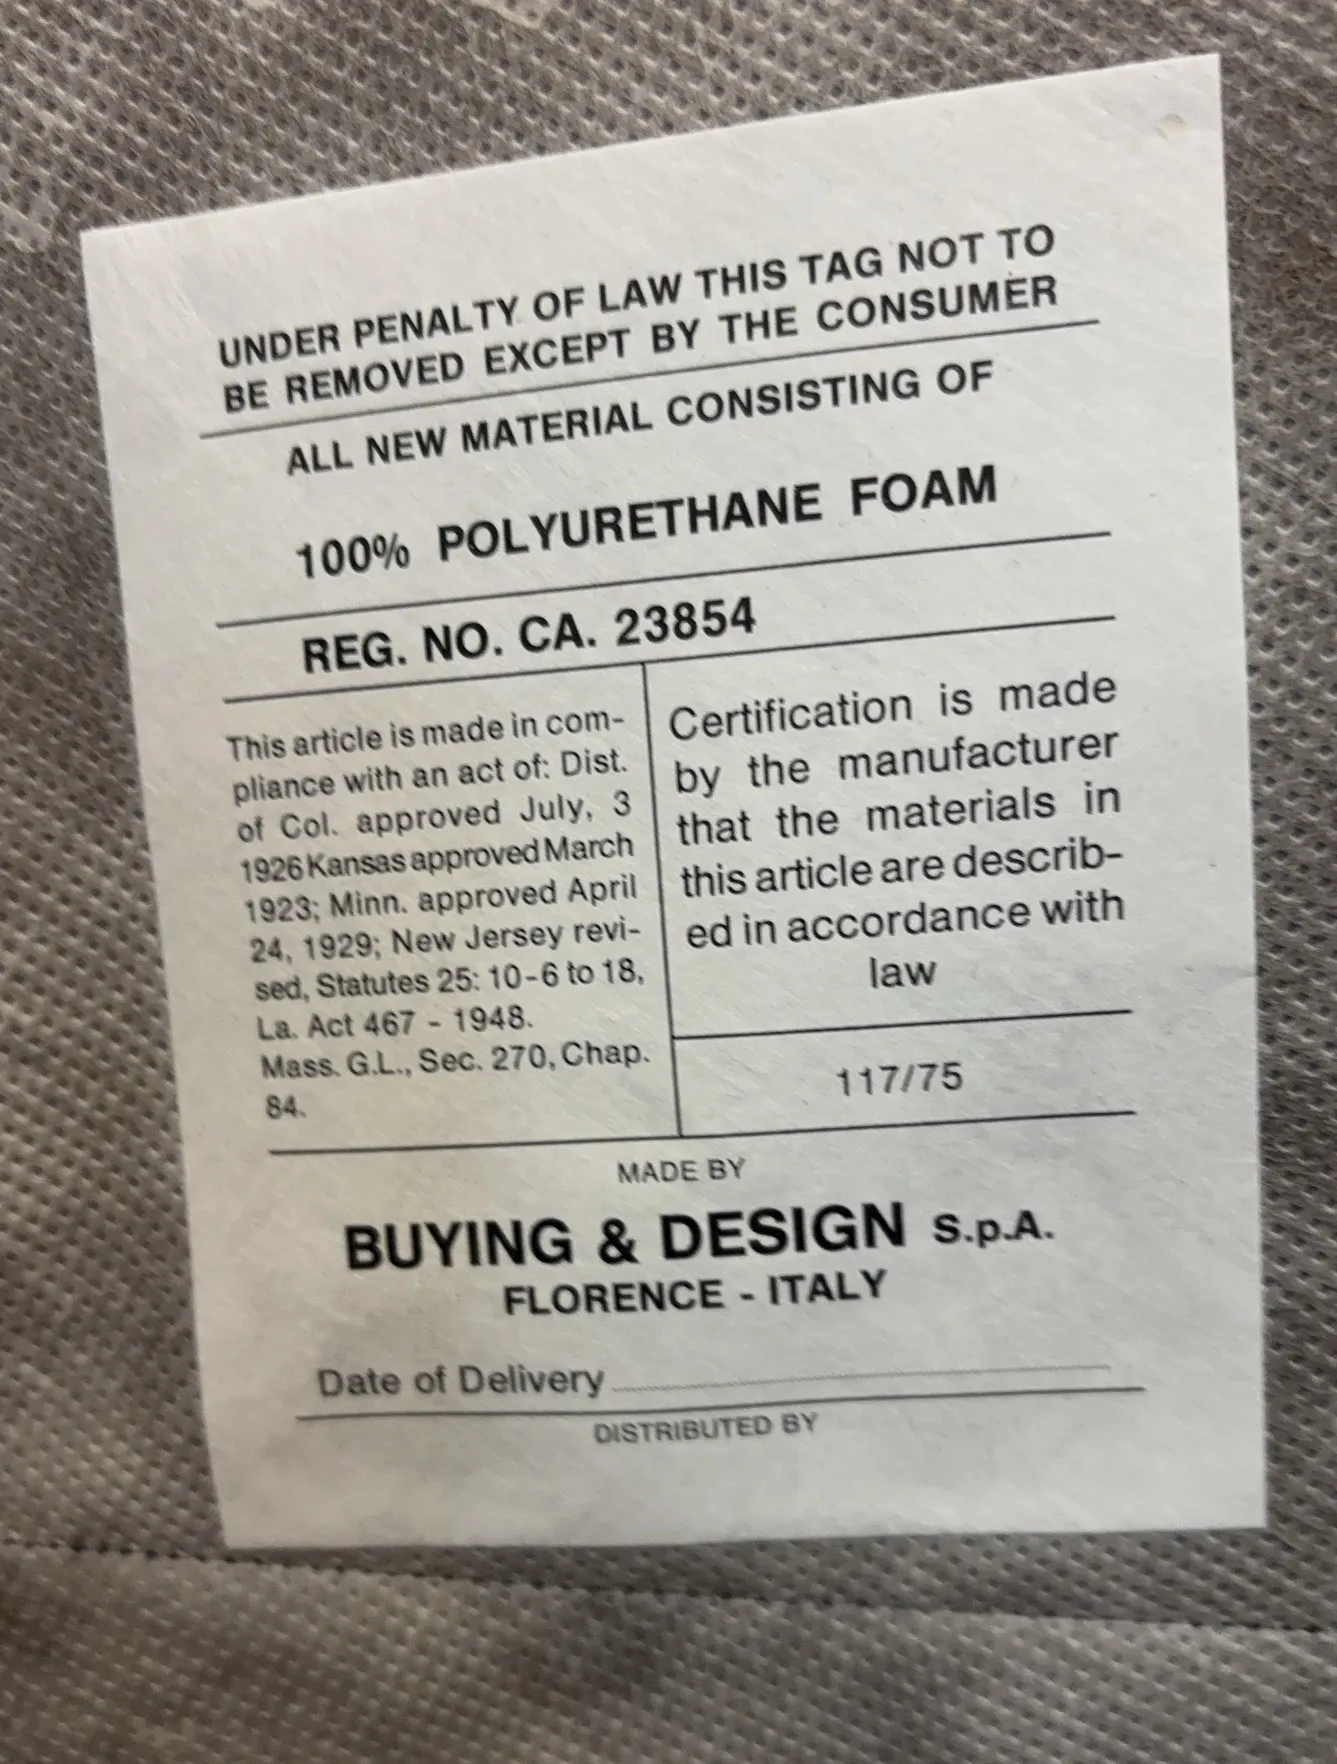 UNDER PENALTY OF LAW THIS TAG NOT TO
BE REMOVED EXCEPT BY THE CONSUMER
ALL NEW MATERIAL CONSISTING OF
100% POLYURETHANE FOAM
REG. NO. CA. 23854
This article is made in com-
pliance with an act of: Dist.
of Col. approved July, 3
1926 Kansas approved March
1923; Minn. approved April
24, 1929; New Jersey revi-
sed, Statutes 25: 10-6 to 18,
La. Act 467 - 1948.
Mass. G.L., Sec. 270, Chap.
84.
Certification is made
by the manufacturer
that the materials in
this article are describ-
ed in accordance with
law
117/75
MADE BY
BUYING & DESIGN S.p.A.
FLORENCE - ITALY
Date of Delivery
DISTRIBUTED BY